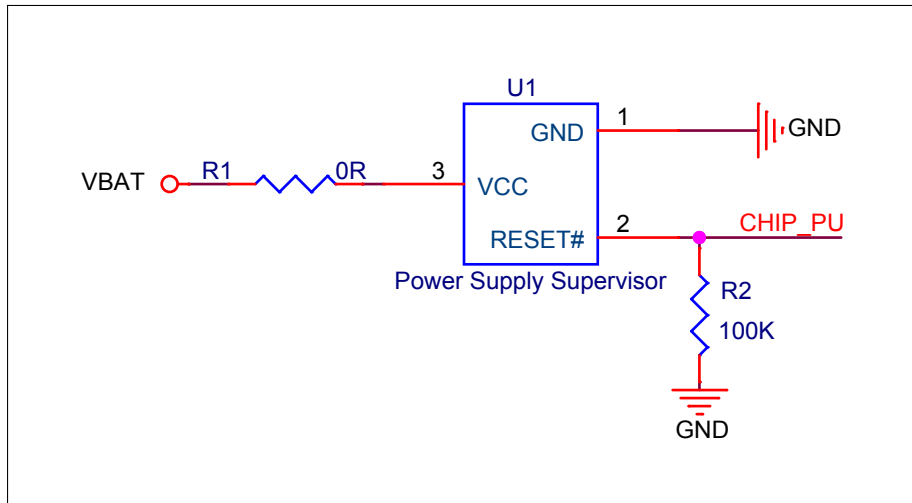 U1
1
GND
GND
VBAT
R1
0R
3
VCC
2
CHIP_PU
RESET#
Power Supply Supervisor
R2
100K
GND